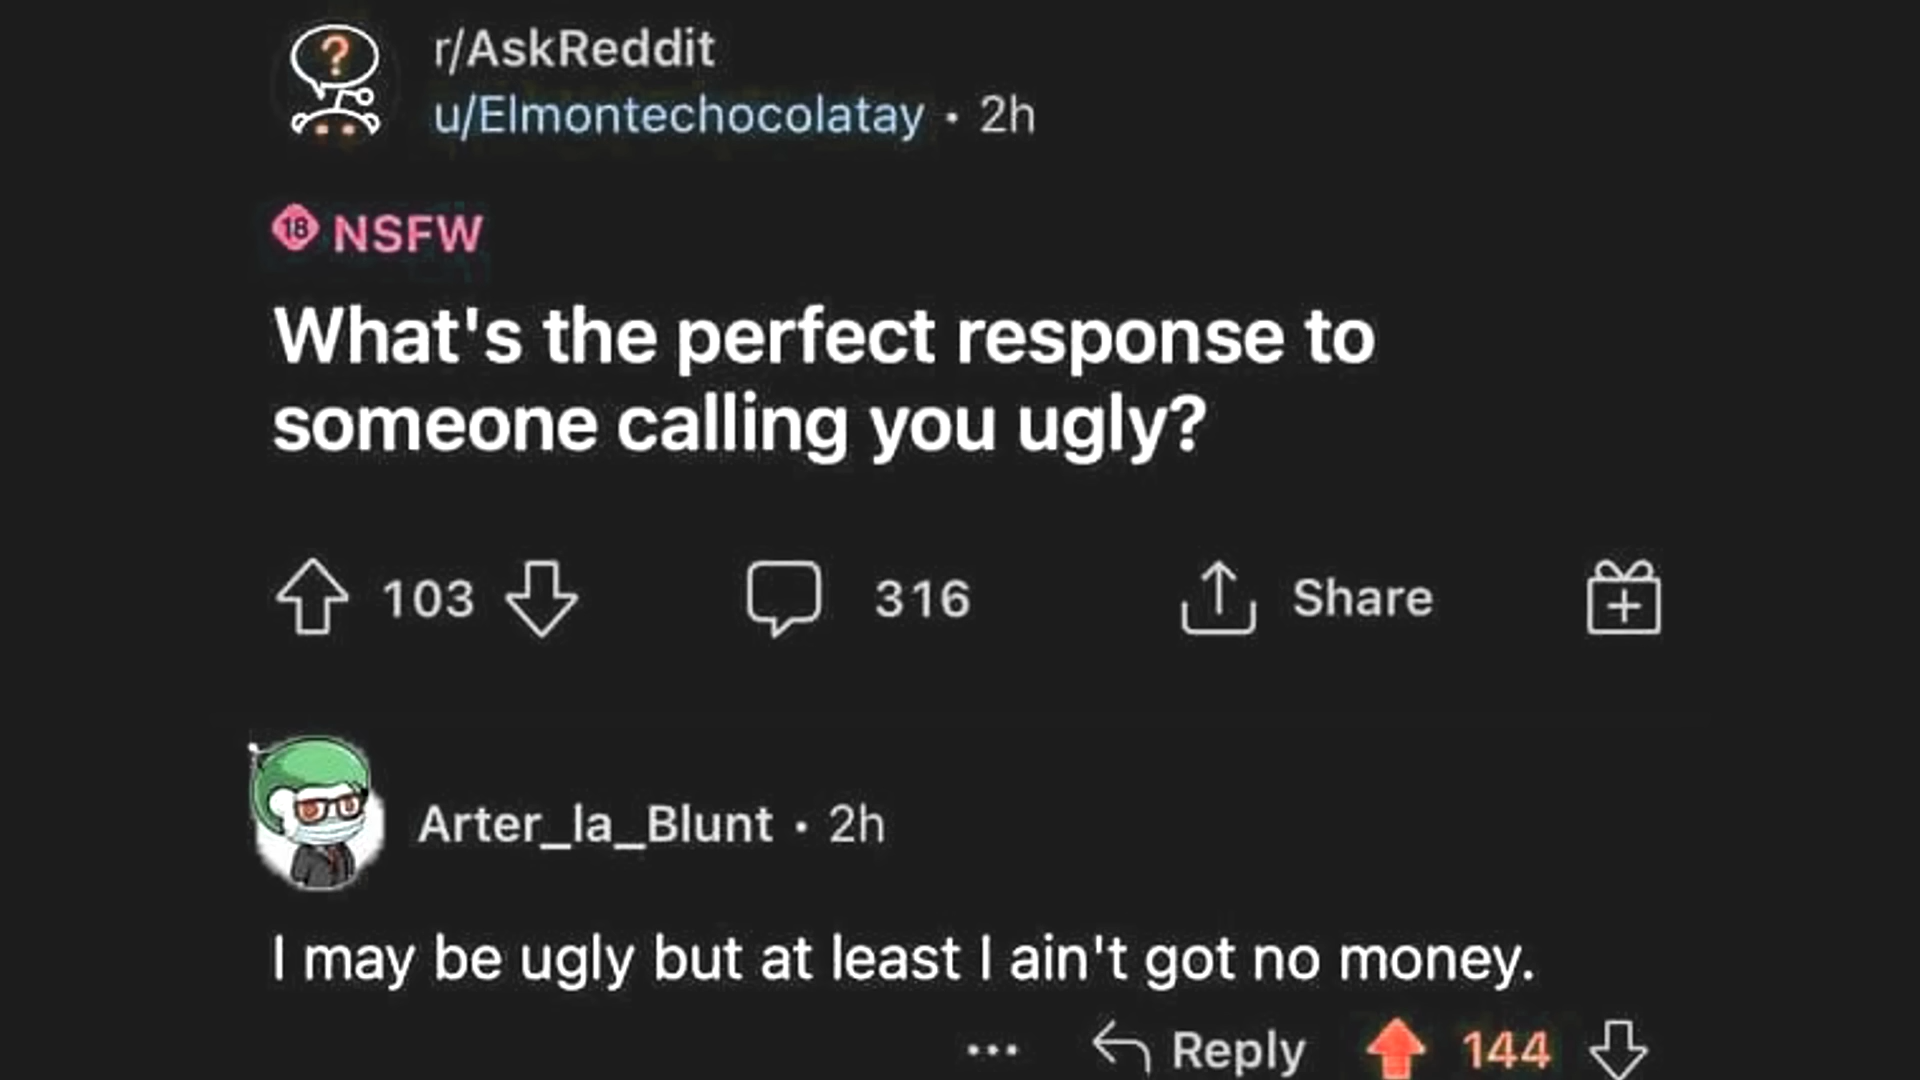 r/AskReddit
u/Elmontechocolatay • 2h
18 NSFW
What's the perfect response to
someone calling you ugly?
103 316 Share
Arter_la_Blunt • 2h
I may be ugly but at least I ain't got no money.
... Reply 144